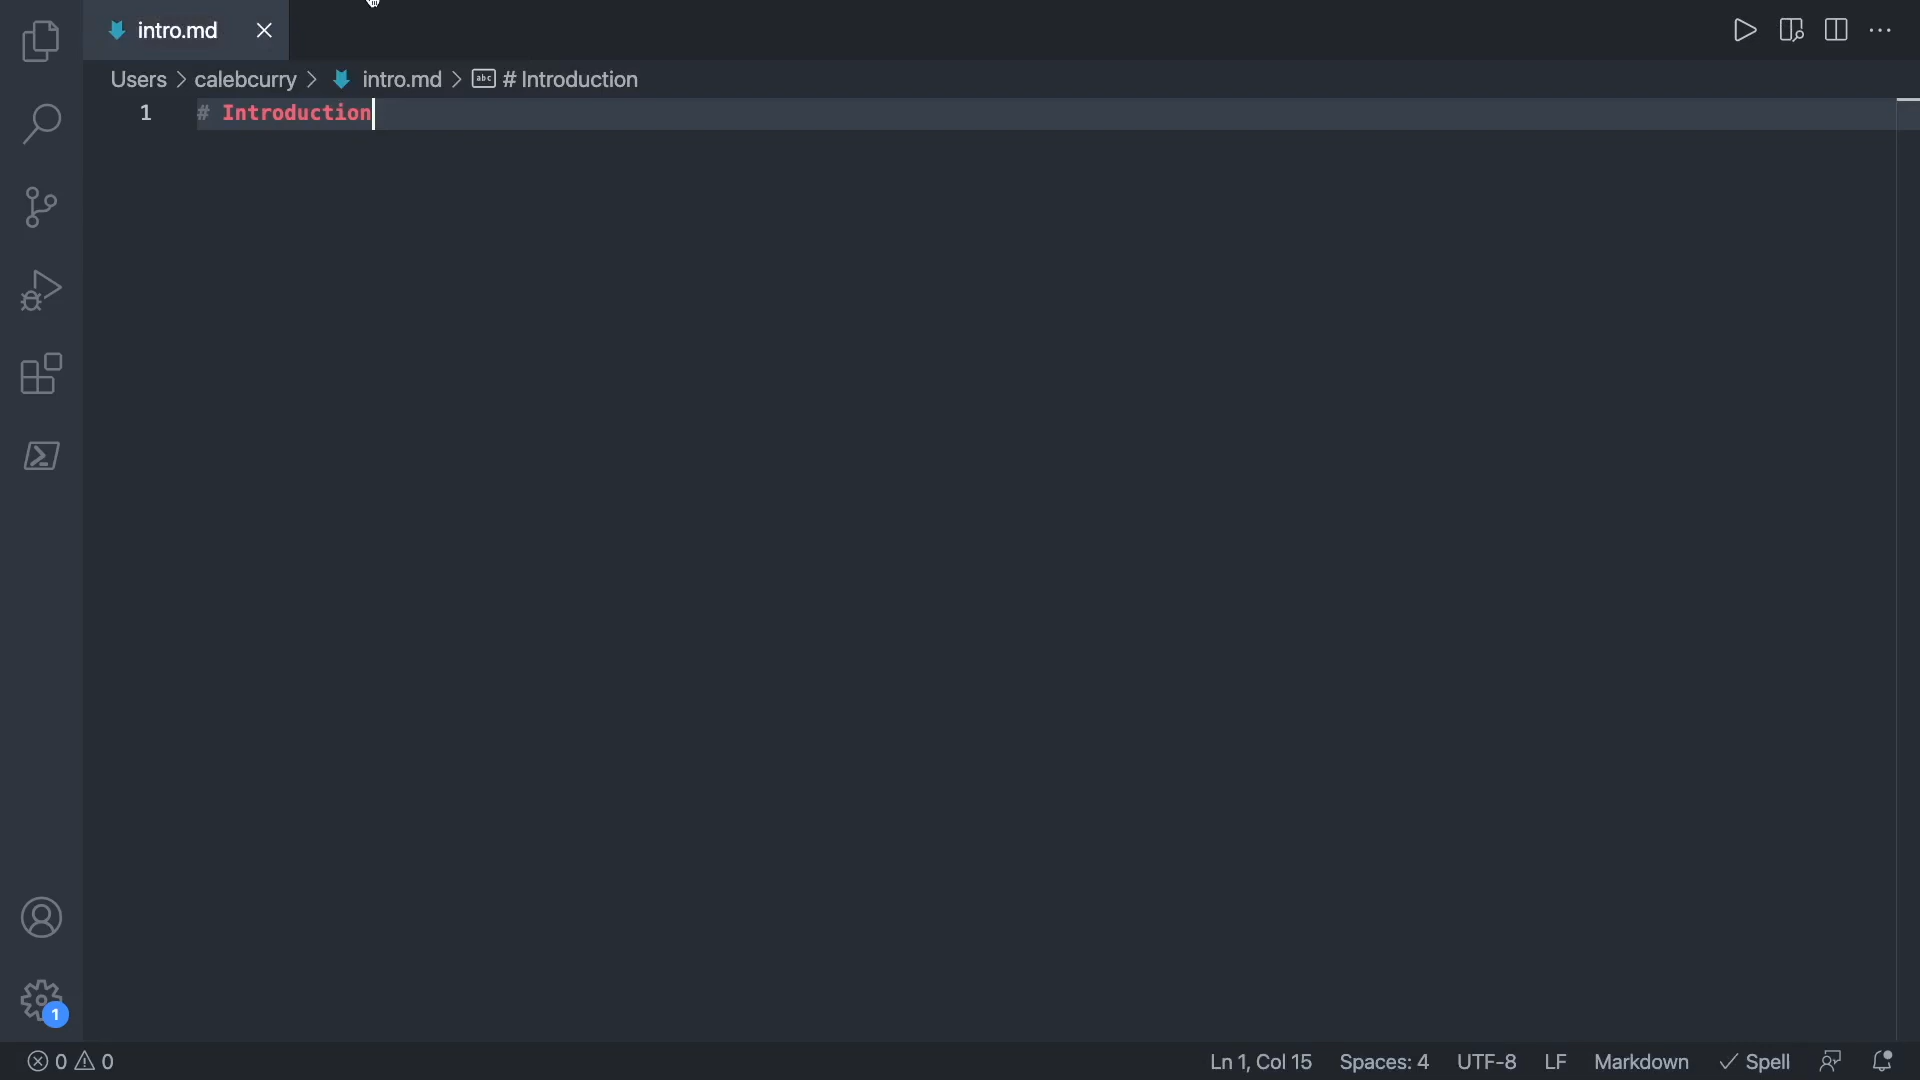 intro.md
Users > calebcurry > intro.md > abc # Introduction
1 # Introduction
1
0 0 Ln 1, Col 15 Spaces: 4 UTF-8 LF Markdown Spell